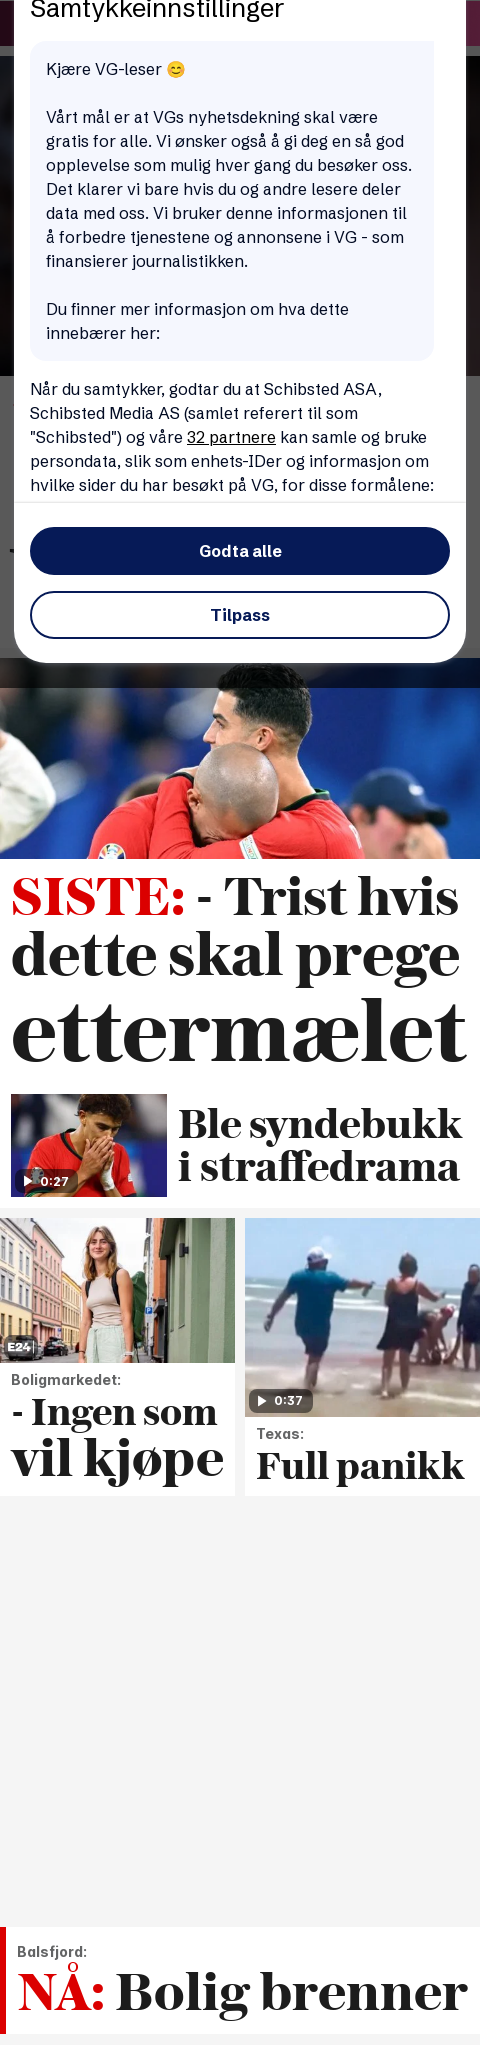 Samtykkeinnstillinger
Kjære VG-leser 😊
Vårt mål er at VGs nyhetsdekning skal være
gratis for alle. Vi ønsker også å gi deg en så god
opplevelse som mulig hver gang du besøker oss.
Det klarer vi bare hvis du og andre lesere deler
data med oss. Vi bruker denne informasjonen til
å forbedre tjenestene og annonsene i VG - som
finansierer journalistikken.
Du finner mer informasjon om hva dette
innebærer her:
Når du samtykker, godtar du at Schibsted ASA,
Schibsted Media AS (samlet referert til som
"Schibsted") og våre 32 partnere kan samle og bruke
persondata, slik som enhets-IDer og informasjon om
hvilke sider du har besøkt på VG, for disse formålene:
Godta alle
Tilpass
SISTE: - Trist hvis
dette skal prege
ettermælet
0:27
Ble syndebukk
i straffedrama
E24
Boligmarkedet:
- Ingen som
vil kjøpe
0:37
Texas:
Full panikk
Balsfjord:
NÅ: Bolig brenner